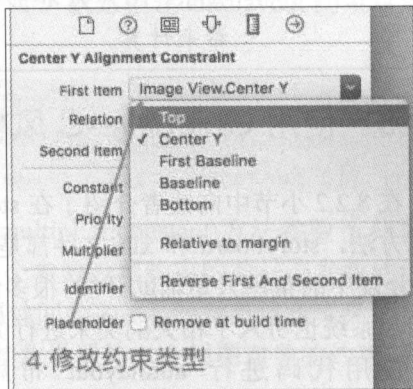 Center Y Alignment Constraint
First Item Image View.Center Y
Relation
Top
✓ Center Y
Second Item
First Baseline
Baseline
Constant
Bottom
Priority
Multiplier
Relative to margin
Identifier
Reverse First And Second Item
Placeholder Remove at build time
4.修改约束类型